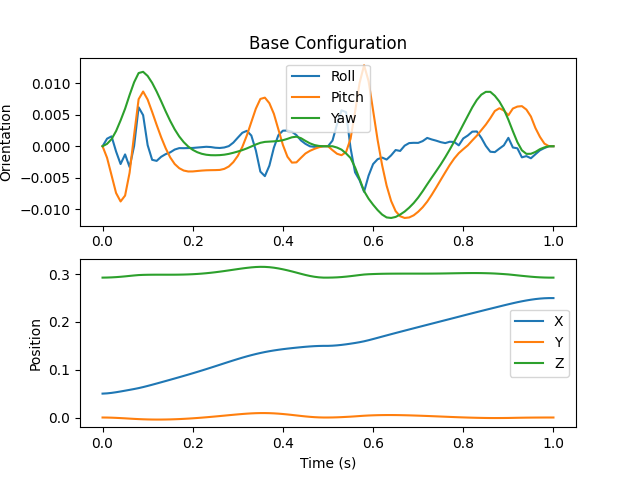 Base Configuration
Orientation
0.010
0.005
0.000
−0.005
−0.010
Roll
Pitch
Yaw
0.0 0.2 0.4 0.6 0.8 1.0
Position
0.3
0.2
0.1
0.0
X
Y
Z
0.0 0.2 0.4 0.6 0.8 1.0
Time (s)